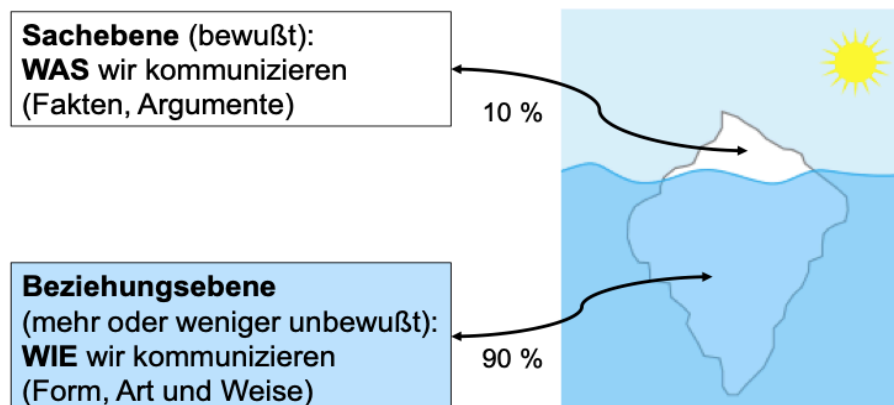 Sachebene (bewußt):
WAS wir kommunizieren
(Fakten, Argumente)
10 %
Beziehungsebene
(mehr oder weniger unbewußt):
WIE wir kommunizieren
(Form, Art und Weise)
90 %